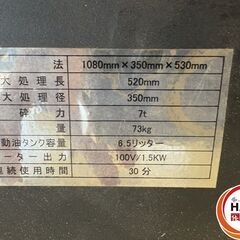 法 1080mm×350mm×530mm
大処理長 520mm
大処理径 350mm
砕力 7t
量 73kg
動油タンク容量 6.5リッター
ーター出力 100V/1.5KW
連続使用時間 30分
HA